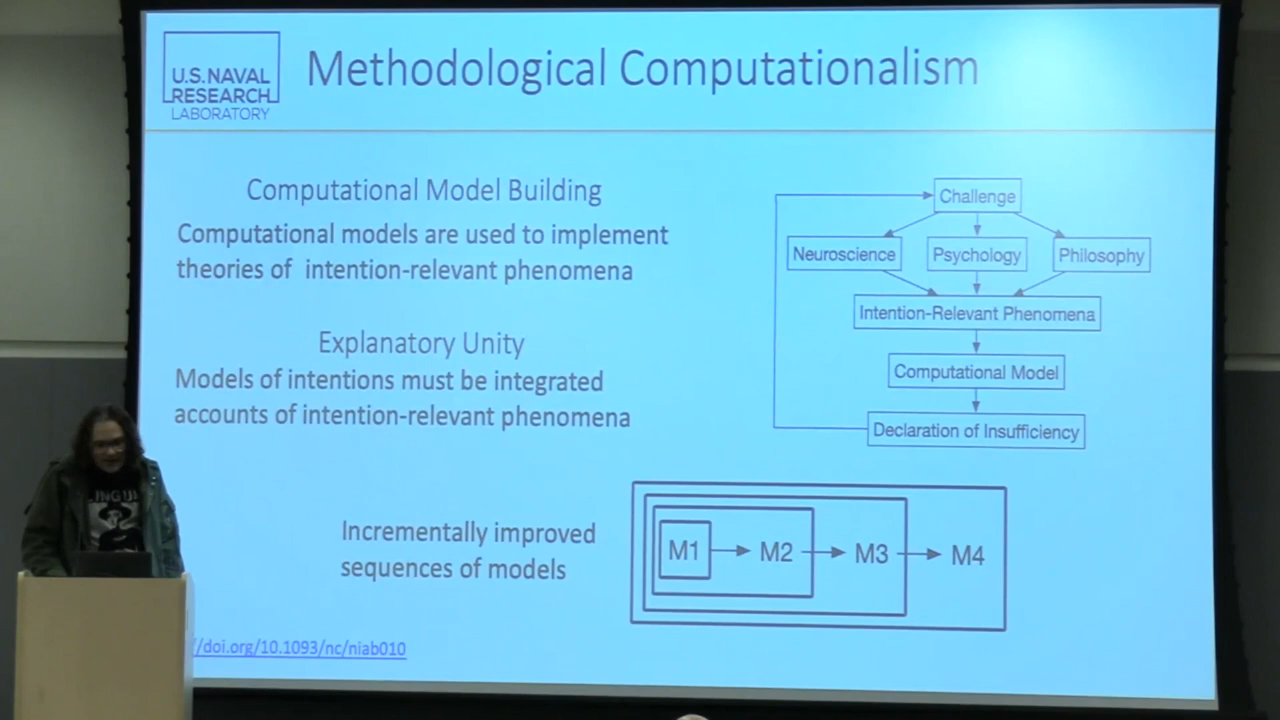 U.S. NAVAL
RESEARCH
LABORATORY
Methodological Computationalism
Computational Model Building
Computational models are used to implement
theories of intention-relevant phenomena
Explanatory Unity
Models of intentions must be integrated
accounts of intention-relevant phenomena
Challenge
Neuroscience
Psychology
Philosophy
Intention-Relevant Phenomena
Computational Model
Declaration of Insufficiency
Incrementally improved
sequences of models
M1
M2
M3
M4
/doi.org/10.1093/nc/niab010